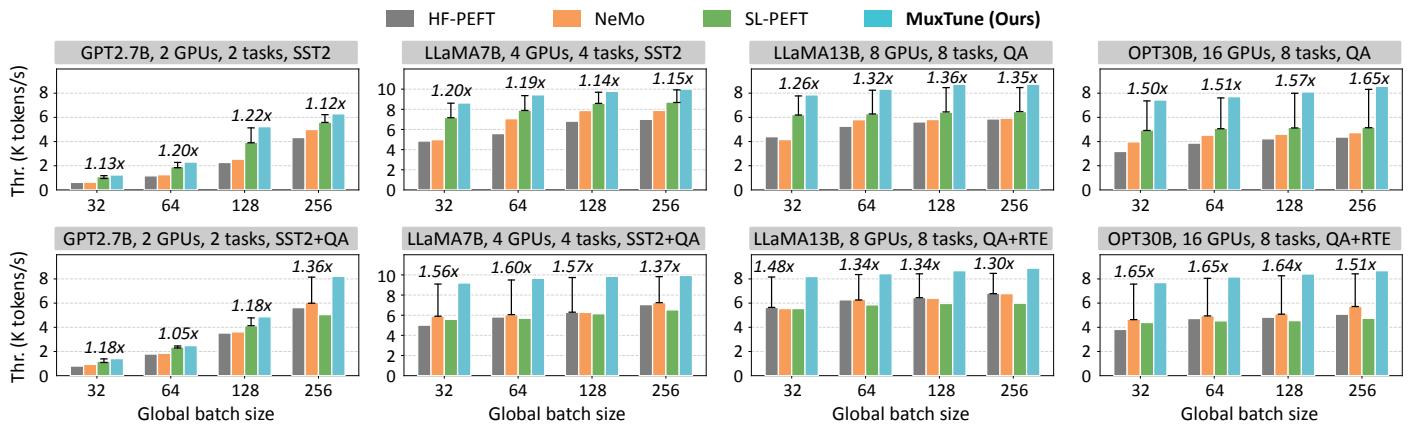 HF-PEFT NeMo SL-PEFT MuxTune (Ours)
GPT2.7B, 2 GPUs, 2 tasks, SST2
Thr. (K tokens/s)
8
6
4
2
0
1.13x 1.20x 1.22x 1.12x
32 64 128 256
LLaMA7B, 4 GPUs, 4 tasks, SST2
10
8
6
4
2
0
1.20x 1.19x 1.14x 1.15x
32 64 128 256
LLaMA13B, 8 GPUs, 8 tasks, QA
8
6
4
2
0
1.26x 1.32x 1.36x 1.35x
32 64 128 256
OPT30B, 16 GPUs, 8 tasks, QA
8
6
4
2
0
1.50x 1.51x 1.57x 1.65x
32 64 128 256
GPT2.7B, 2 GPUs, 2 tasks, SST2+QA
Thr. (K tokens/s)
8
6
4
2
0
1.18x 1.05x 1.18x 1.36x
32 64 128 256
Global batch size
LLaMA7B, 4 GPUs, 4 tasks, SST2+QA
10
8
6
4
2
0
1.56x 1.60x 1.57x 1.37x
32 64 128 256
Global batch size
LLaMA13B, 8 GPUs, 8 tasks, QA+RTE
8
6
4
2
0
1.48x 1.34x 1.34x 1.30x
32 64 128 256
Global batch size
OPT30B, 16 GPUs, 8 tasks, QA+RTE
8
6
4
2
0
1.65x 1.65x 1.64x 1.51x
32 64 128 256
Global batch size